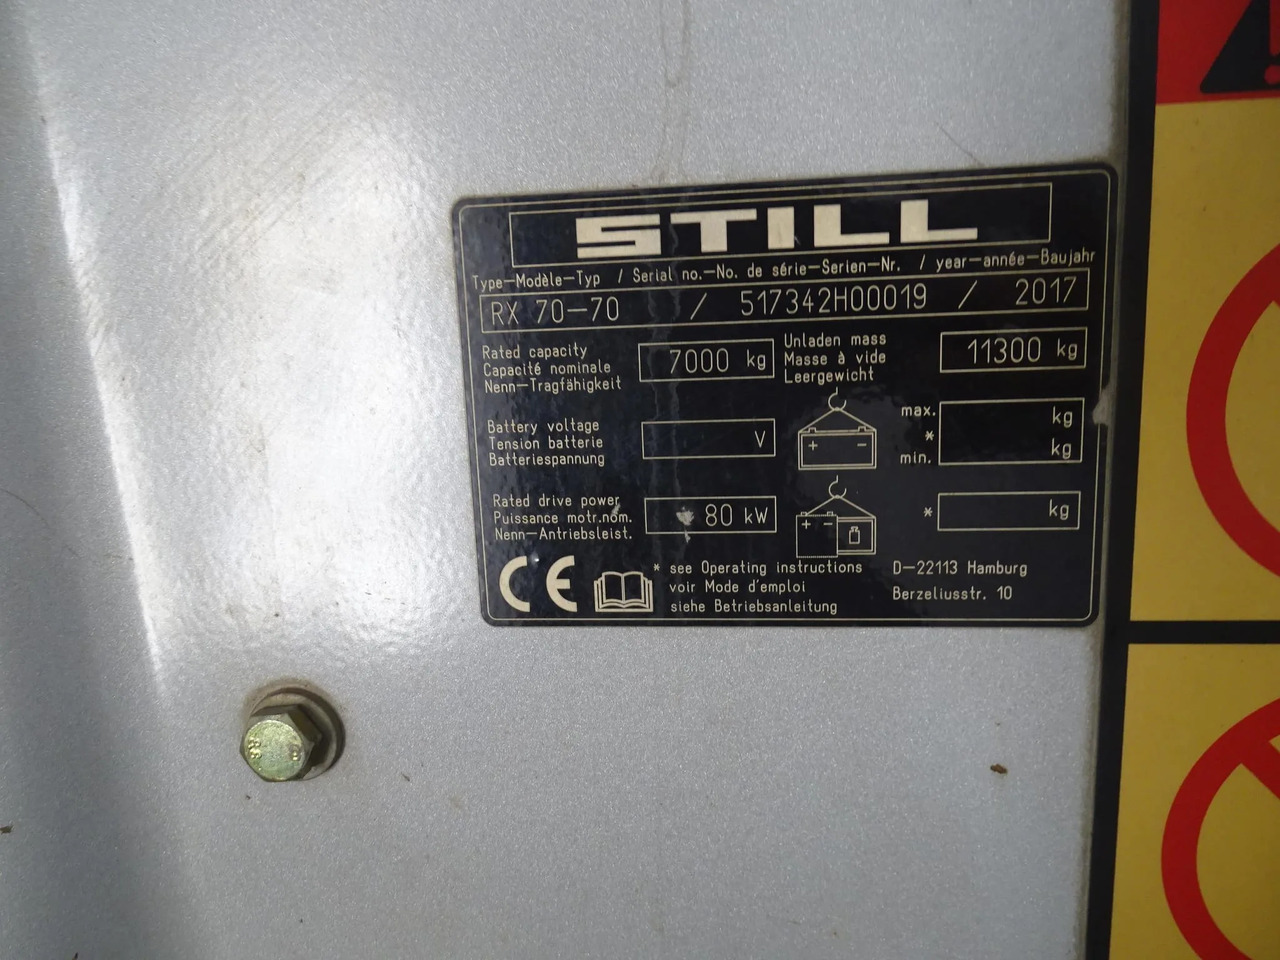 STILL
Type-Modèle-Typ / Serial no.-No. de série-Serien-Nr. / year-année-Baujahr
RX 70-70 / 517342H00019 / 2017
Rated capacity
Capacité nominale
Nenn-Tragfähigkeit
7000 kg
Unladen mass
Masse à vide
Leergewicht
11300 kg
Battery voltage
Tension batterie
Batteriespannung
V
+ -
max. kg
*
min. kg
Rated drive power
Puissance motr.nom.
Nenn-Antriebsleist.
80 kW
+ -
* kg
CE
* see Operating instructions
voir Mode d'emploi
siehe Betriebsanleitung
D-22113 Hamburg
Berzeliusstr. 10